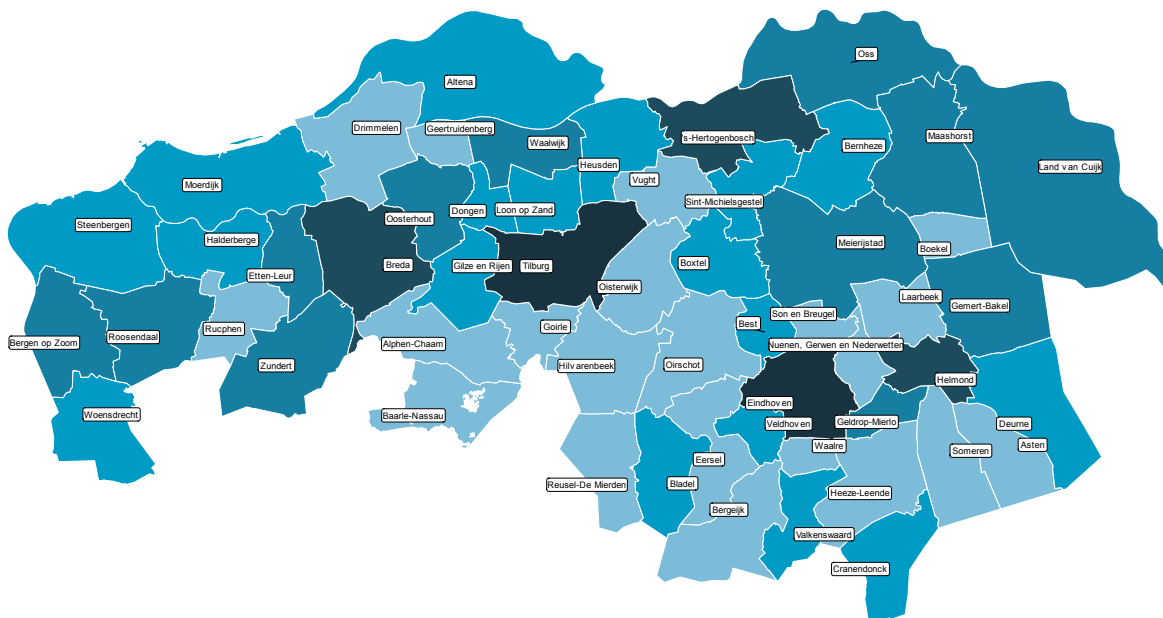 Oss
Altena
Drimmelen
Geertruidenberg
Waalwijk
's-Hertogenbosch
Bernheze
Maashorst
Heusden
Land van Cuijk
Vught
Moerdijk
Sint-Michielsgestel
Steenbergen
Halderberge
Oosterhout
Dongen
Loon op Zand
Meierijstad
Boekel
Etten-Leur
Breda
Gilze en Rijen
Tilburg
Boxtel
Oisterwijk
Laarbeek
Gemert-Bakel
Bergen op Zoom
Roosendaal
Rucphen
Son en Breugel
Goirle
Best
Alphen-Chaam
Nuenen, Gerwen en Nederwetten
Zundert
Hilvarenbeek
Oirschot
Helmond
Woensdrecht
Baarle-Nassau
Eindhoven
Veldhoven
Geldrop-Mierlo
Deurne
Waalre
Asten
Someren
Eersel
Reusel-De Mierden
Bladel
Heeze-Leende
Bergeijk
Valkenswaard
Cranendonck